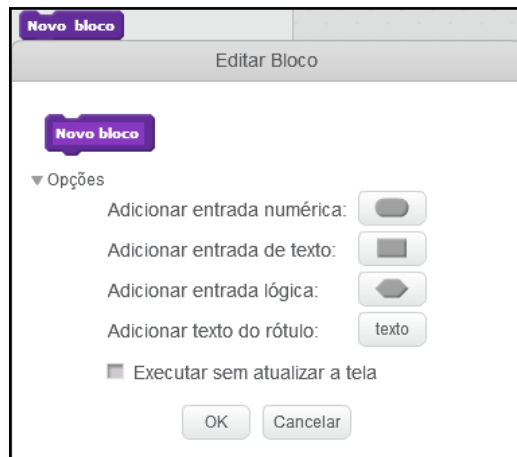 Novo bloco
Editar Bloco
Novo bloco
Opções
Adicionar entrada numérica:
Adicionar entrada de texto:
Adicionar entrada lógica:
Adicionar texto do rótulo: texto
Executar sem atualizar a tela
OK Cancelar